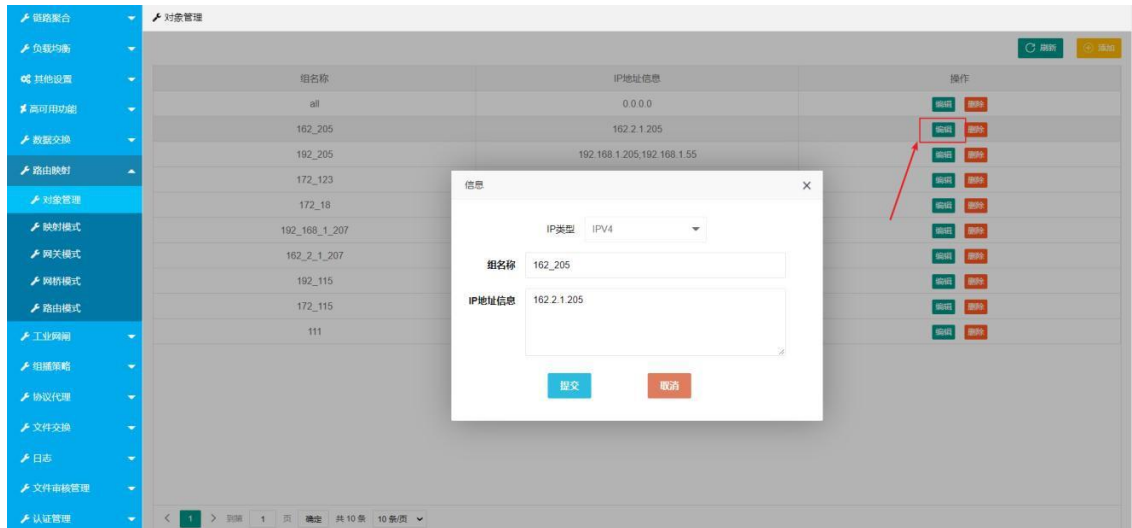 链路聚合
负载均衡
其他设置
高可用功能
数据交换
路由映射
对象管理
映射模式
网关模式
网桥模式
路由模式
工业网闸
组播策略
协议代理
文件交换
日志
文件审核管理
认证管理
对象管理
刷新 添加
组名称 IP地址信息 操作
all 0.0.0.0 编辑 删除
162_205 162.2.1.205 编辑 删除
192_205 192.168.1.205;192.168.1.55 编辑 删除
172_123 编辑 删除
172_18 编辑 删除
192_168_1_207 编辑 删除
162_2_1_207 编辑 删除
192_115 编辑 删除
172_115 编辑 删除
111 编辑 删除
信息
IP类型 IPV4
组名称 162_205
IP地址信息 162.2.1.205
提交 取消
1 到第 1 页 确定 共 10 条 10 条/页